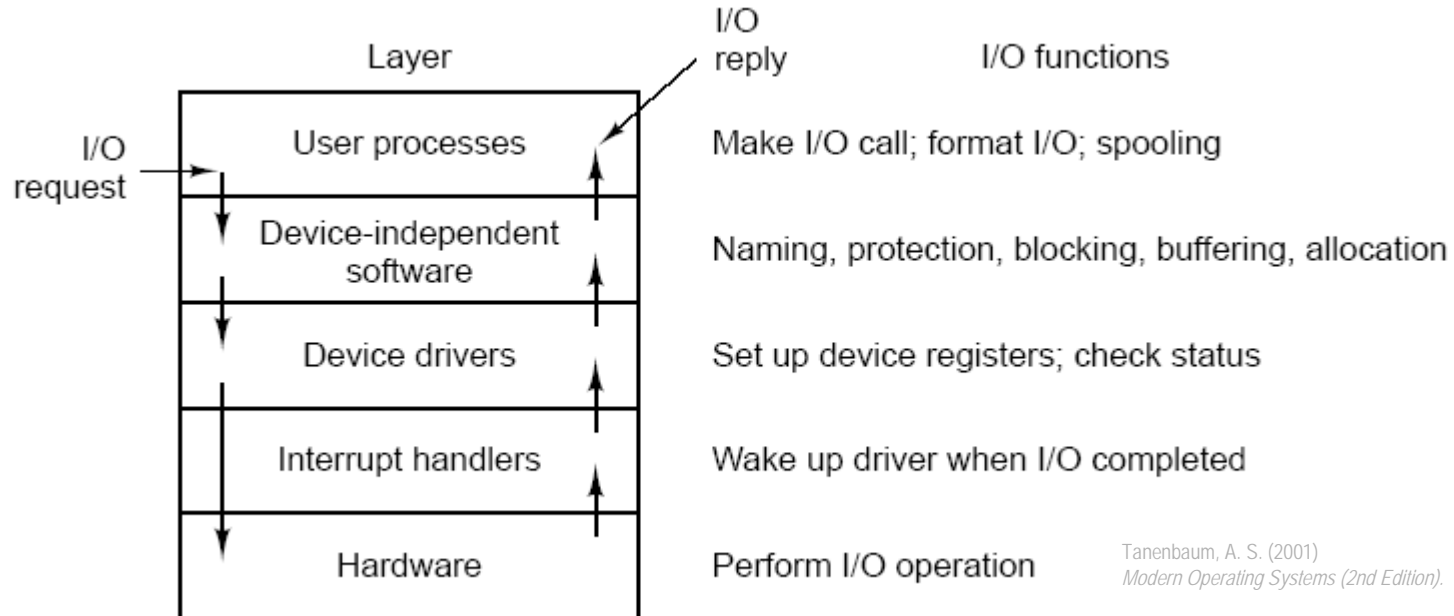 I/O
reply
Layer
I/O functions
I/O
request
User processes
Make I/O call; format I/O; spooling
Device-independent
software
Naming, protection, blocking, buffering, allocation
Device drivers
Set up device registers; check status
Interrupt handlers
Wake up driver when I/O completed
Hardware
Perform I/O operation
Tanenbaum, A. S. (2001)
Modern Operating Systems (2nd Edition).